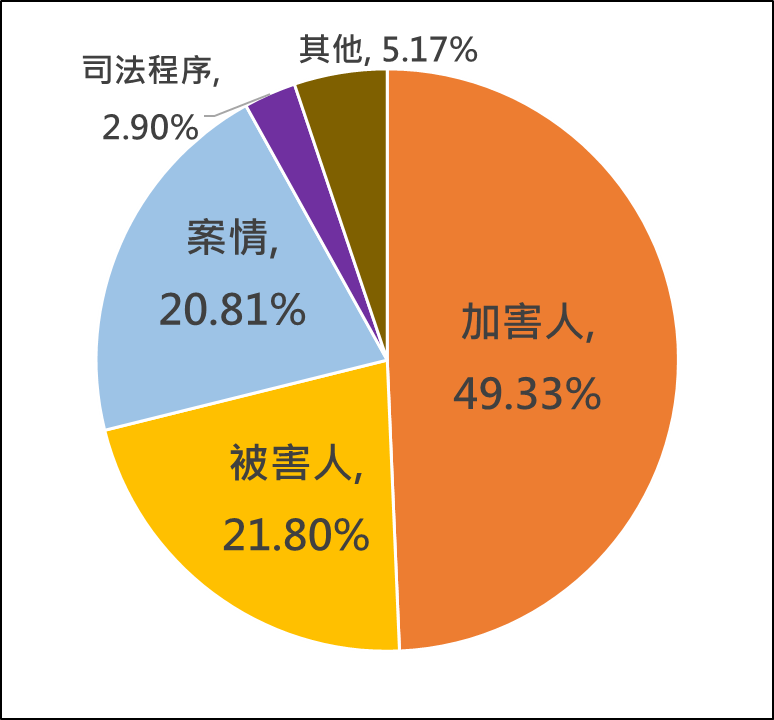 其他, 5.17%
司法程序,
2.90%
案情,
20.81%
加害人,
49.33%
被害人,
21.80%